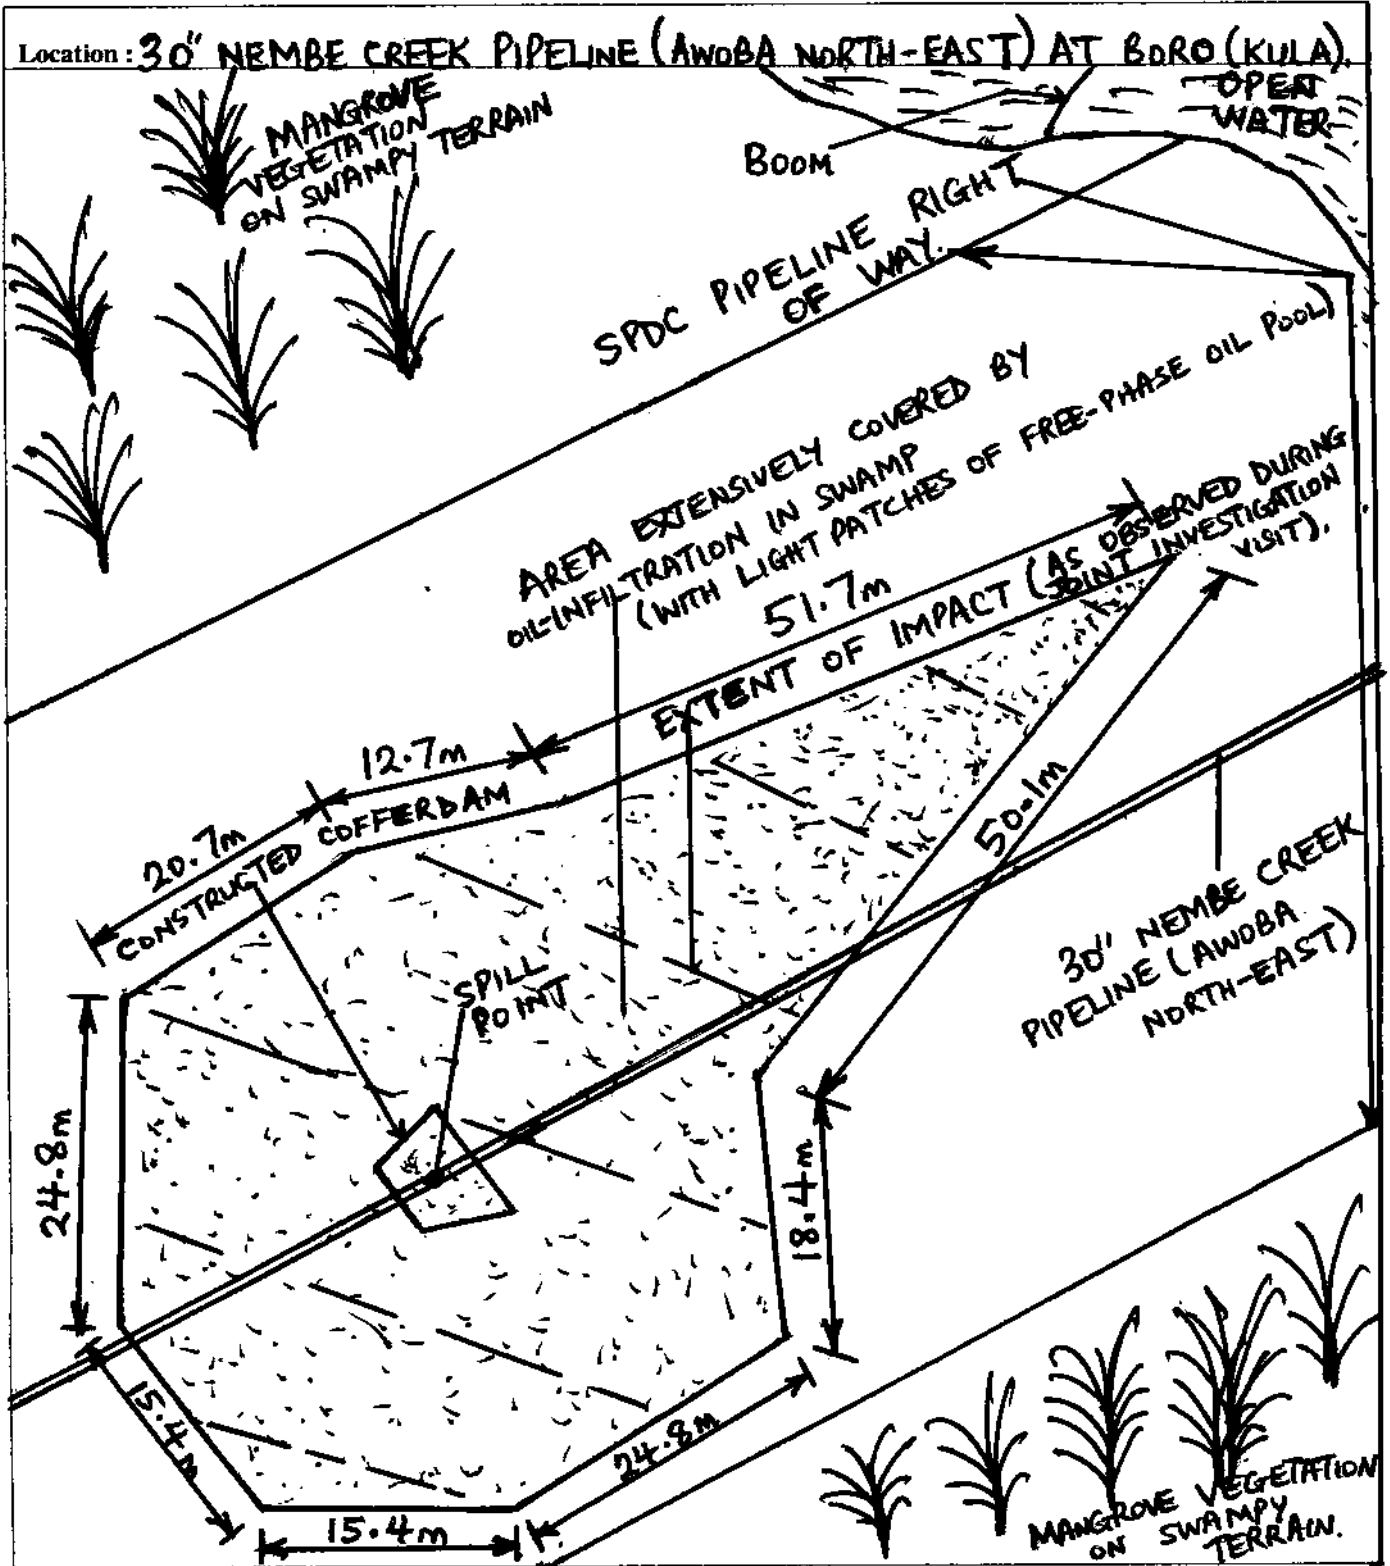 Location : 30" NEMBE CREEK PIPELINE (AWOBA NORTH-EAST) AT BORO (KULA).
OPEN
WATER
MANGROVE
VEGETATION
ON SWAMPY TERRAIN
BOOM
SPDC PIPELINE RIGHT
OF WAY.
AREA EXTENSIVELY COVERED BY
OIL-INFILTRATION IN SWAMP
(WITH LIGHT PATCHES OF FREE-PHASE OIL POOL)
51.7m
EXTENT OF IMPACT (AS OBSERVED DURING
JOINT INVESTIGATION
VISIT).
12.7m
20.7m
CONSTRUCTED COFFERDAM
50.1m
SPILL
POINT
30" NEMBE CREEK
PIPELINE (AWOBA
NORTH-EAST)
24.8m
18.4m
15.4m
24.8m
15.4m
MANGROVE VEGETATION
ON SWAMPY
TERRAIN.